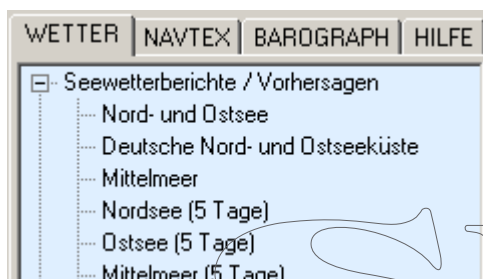 WETTER NAVTEX BAROGRAPH HILFE
Seewetterberichte / Vorhersagen
Nord- und Ostsee
Deutsche Nord- und Ostseeküste
Mittelmeer
Nordsee (5 Tage)
Ostsee (5 Tage)
Mittelmeer (5 Tage)